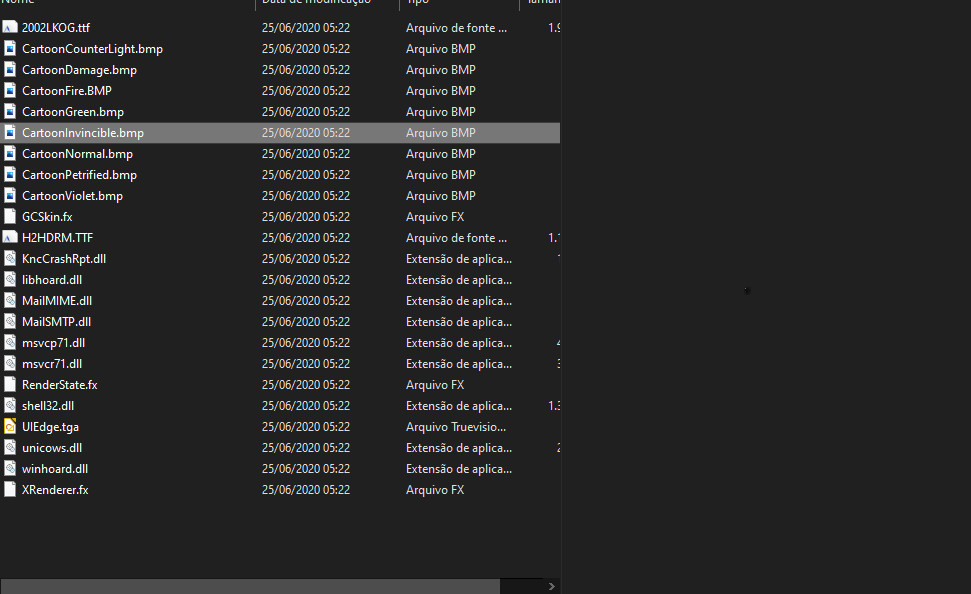 Nome Data de modificação Tipo Taman
2002LKOG.ttf 25/06/2020 05:22 Arquivo de fonte ... 1.9
CartoonCounterLight.bmp 25/06/2020 05:22 Arquivo BMP
CartoonDamage.bmp 25/06/2020 05:22 Arquivo BMP
CartoonFire.BMP 25/06/2020 05:22 Arquivo BMP
CartoonGreen.bmp 25/06/2020 05:22 Arquivo BMP
CartoonInvincible.bmp 25/06/2020 05:22 Arquivo BMP
CartoonNormal.bmp 25/06/2020 05:22 Arquivo BMP
CartoonPetrified.bmp 25/06/2020 05:22 Arquivo BMP
CartoonViolet.bmp 25/06/2020 05:22 Arquivo BMP
GCSkin.fx 25/06/2020 05:22 Arquivo FX
H2HDRM.TTF 25/06/2020 05:22 Arquivo de fonte ... 1.
KncCrashRpt.dll 25/06/2020 05:22 Extensão de aplica...
libhoard.dll 25/06/2020 05:22 Extensão de aplica...
MailMIME.dll 25/06/2020 05:22 Extensão de aplica...
MailSMTP.dll 25/06/2020 05:22 Extensão de aplica...
msvcp71.dll 25/06/2020 05:22 Extensão de aplica...
msvcr71.dll 25/06/2020 05:22 Extensão de aplica...
RenderState.fx 25/06/2020 05:22 Arquivo FX
shell32.dll 25/06/2020 05:22 Extensão de aplica... 1.3
UIEdge.tga 25/06/2020 05:22 Arquivo Truevisio...
unicows.dll 25/06/2020 05:22 Extensão de aplica... 2
winhoard.dll 25/06/2020 05:22 Extensão de aplica...
XRenderer.fx 25/06/2020 05:22 Arquivo FX